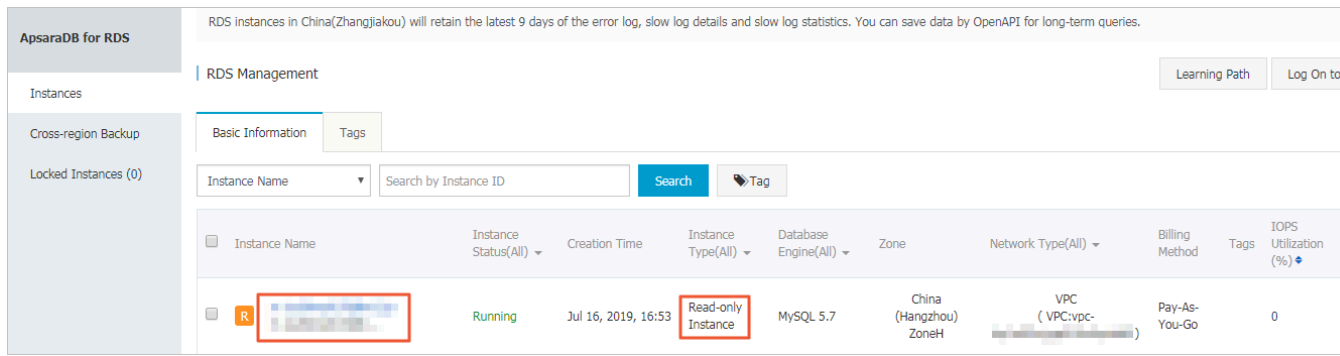 RDS instances in China(Zhangjiakou) will retain the latest 9 days of the error log, slow log details and slow log statistics. You can save data by OpenAPI for long-term queries.
ApsaraDB for RDS
RDS Management
Learning Path
Log On to
Instances
Cross-region Backup
Locked Instances (0)
Basic Information
Tags
Instance Name
Search by Instance ID
Search
Tag
Instance Name
Instance
Status(All)
Creation Time
Instance
Type(All)
Database
Engine(All)
Zone
Network Type(All)
Billing
Method
Tags
IOPS
Utilization
(%)
R
Running
Jul 16, 2019, 16:53
Read-only
Instance
MySQL 5.7
China
(Hangzhou)
ZoneH
VPC
( VPC:vpc-
)
Pay-As-
You-Go
0